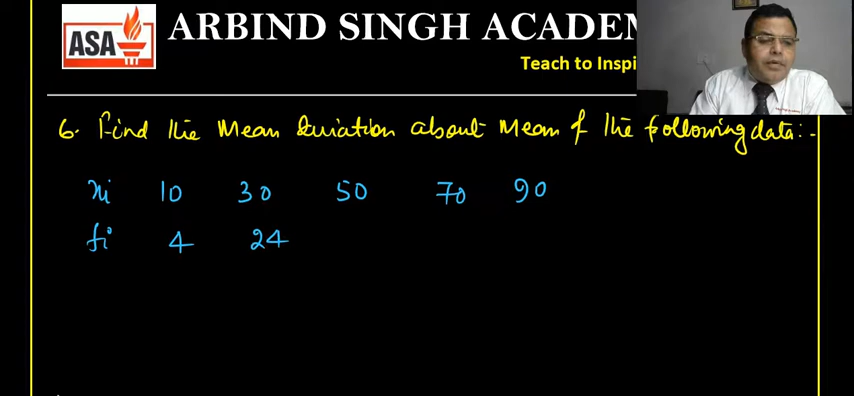 ASA
ARBIND SINGH ACADEM
Teach to Inspi
6. Find the Mean Deviation about Mean of the following data:-
xi 10 30 50 70 90
fi 4 24